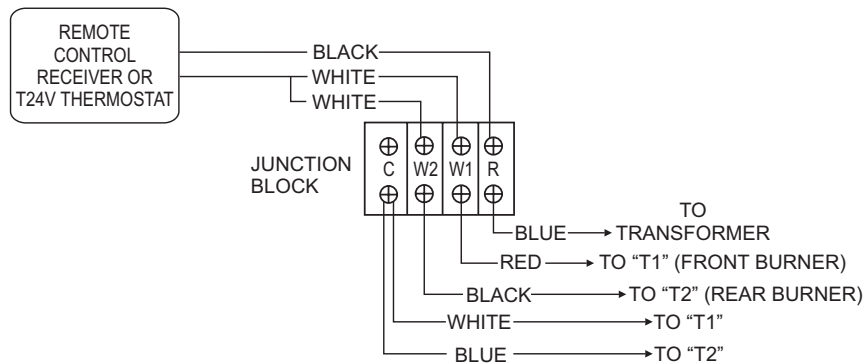 REMOTE
CONTROL
RECEIVER OR
T24V THERMOSTAT
BLACK
WHITE
WHITE
JUNCTION
BLOCK
C W2 W1 R
TO
BLUE TRANSFORMER
RED TO “T1” (FRONT BURNER)
BLACK TO “T2” (REAR BURNER)
WHITE TO “T1”
BLUE TO “T2”